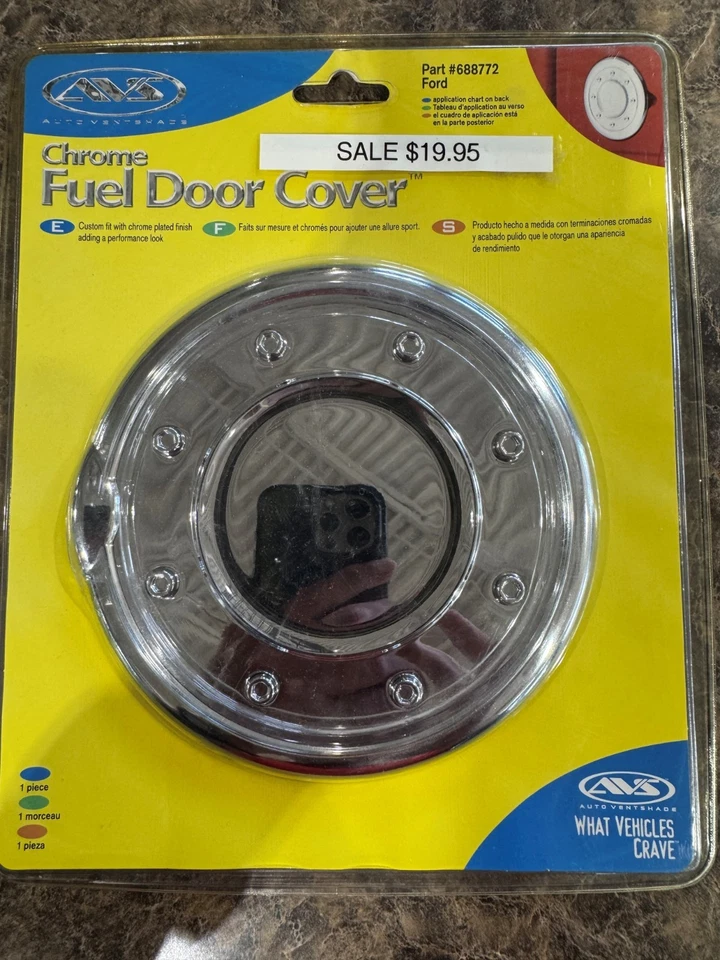 AVS
AUTO VENTSHADE
Part #688772
Ford
application chart on back
Tableau d'application au verso
el cuadro de aplicación está
en la parte posterior
SALE $19.95
Chrome
Fuel Door Cover™
E
Custom fit with chrome plated finish
adding a performance look
F
Faits sur mesure et chromés pour ajouter une allure sport.
S
Producto hecho a medida con terminaciones cromadas
y acabado pulido que le otorgan una apariencia
de rendimiento
1 piece
1 morceau
1 pieza
AVS
AUTO VENTSHADE
WHAT VEHICLES
CRAVE™